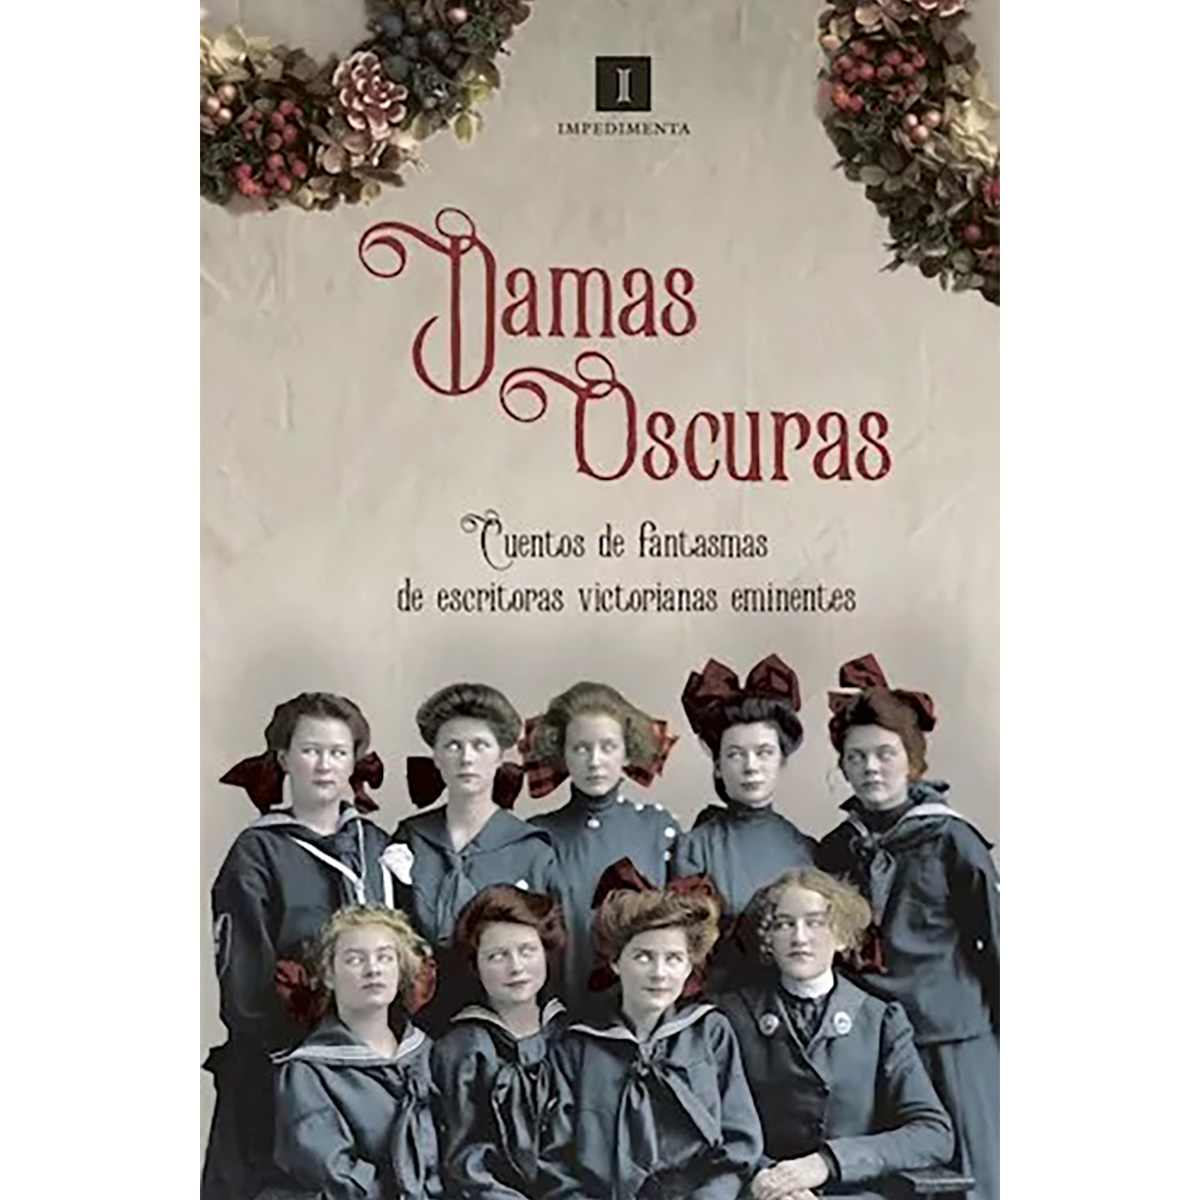 I
IMPEDIMENTA
Damas
Oscuras
Cuentos de fantasmas
de escritoras victorianas eminentes